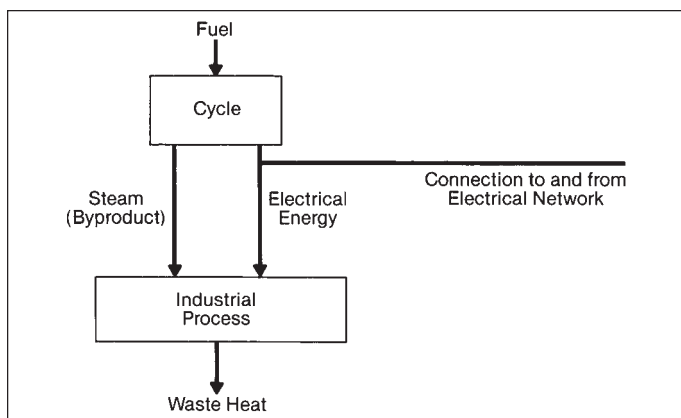 Fuel
Cycle
Steam
(Byproduct)
Electrical
Energy
Connection to and from
Electrical Network
Industrial
Process
Waste Heat